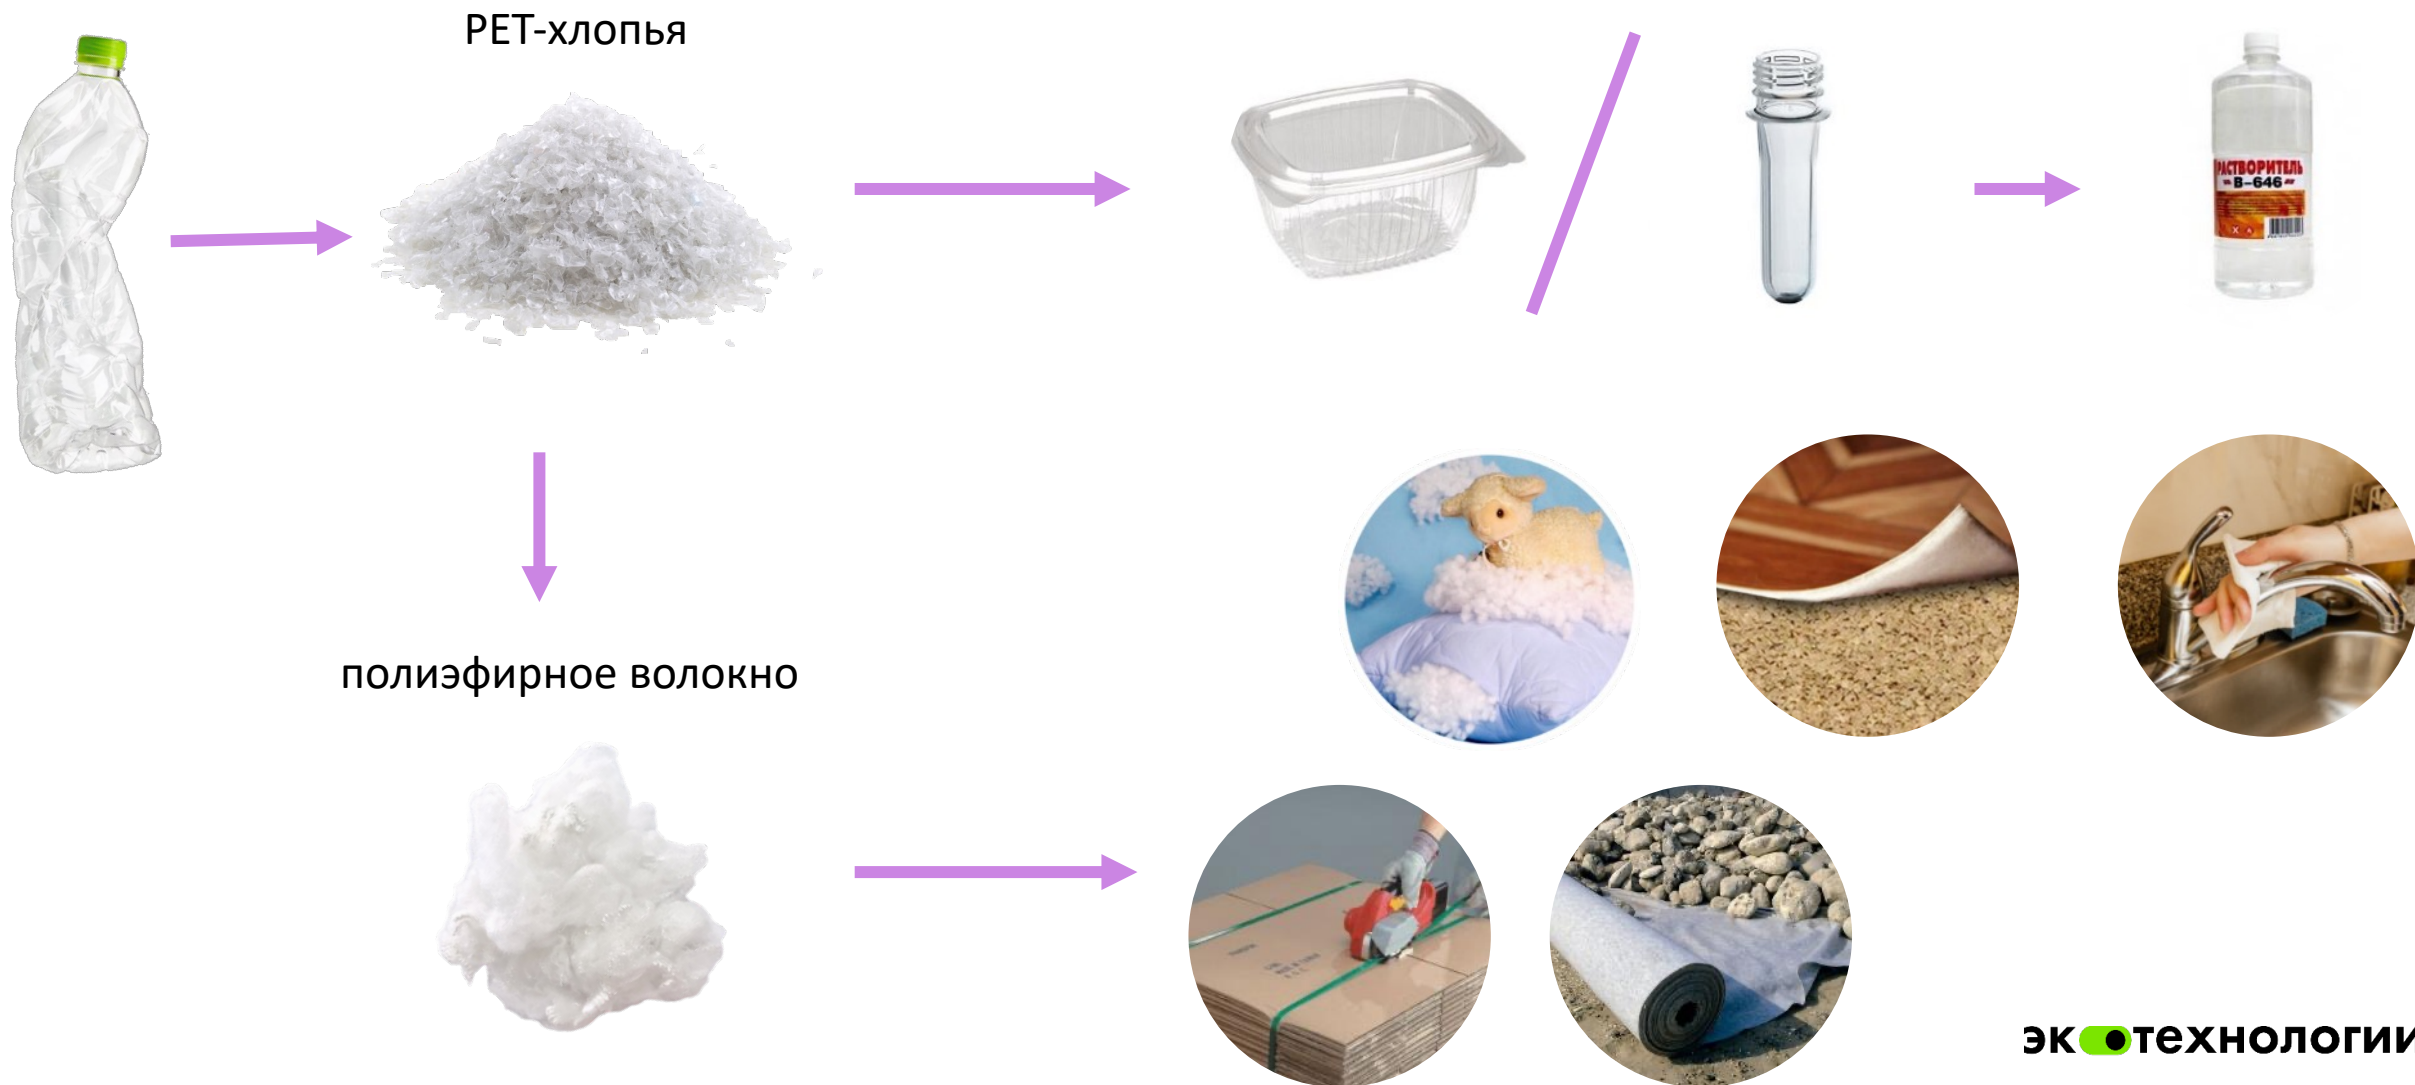 PET-хлопья
РАСТВОРИТЕЛЬ
В-646
полиэфирное волокно
экотехнологии